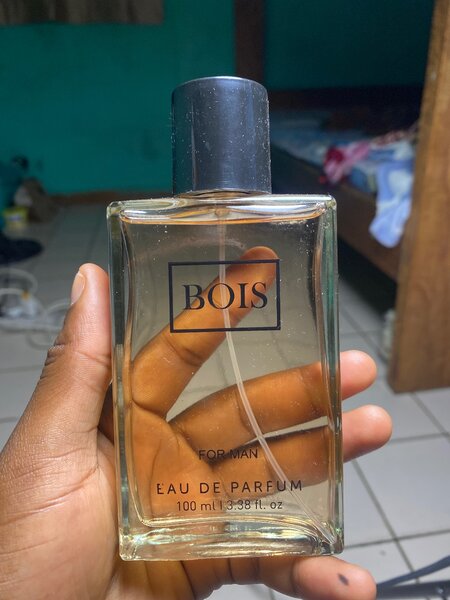 BOIS
FOR MAN
EAU DE PARFUM
100 ml | 3.38 fl. oz